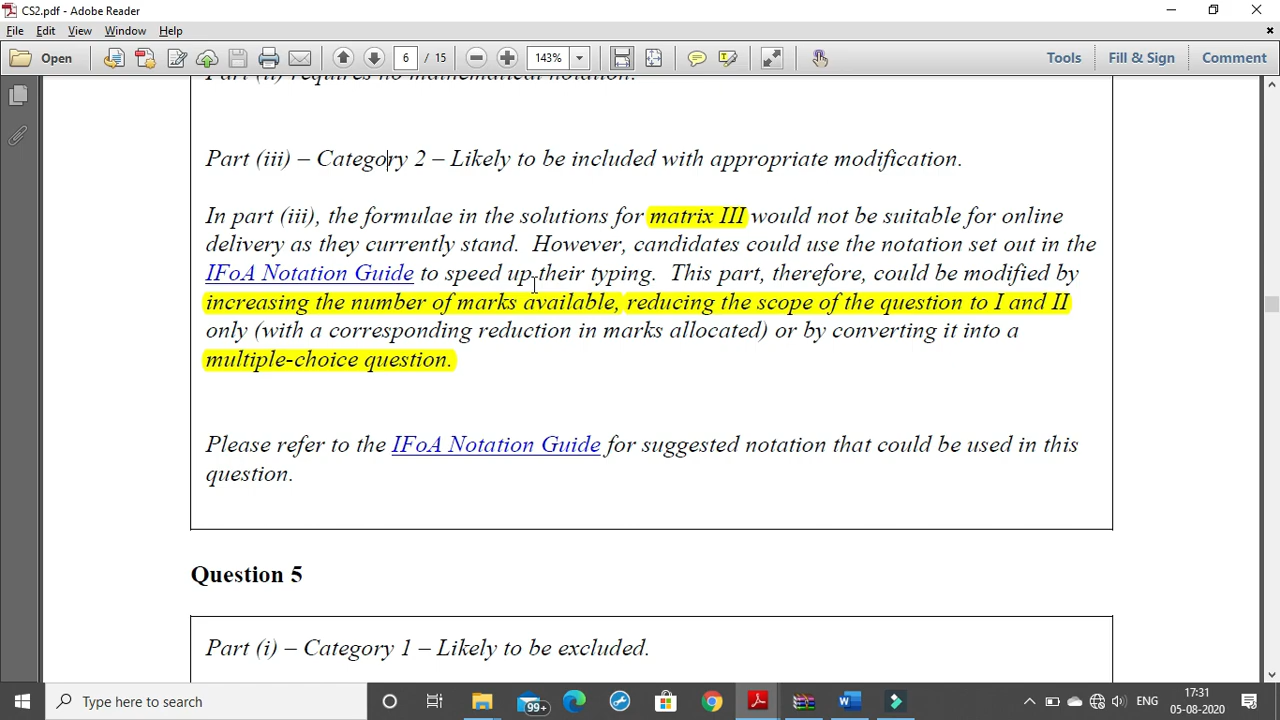 CS2.pdf - Adobe Reader
File Edit View Window Help
Open 6 / 15 143% Tools Fill & Sign Comment
Part (ii) requires no mathematical notation.
Part (iii) – Category 2 – Likely to be included with appropriate modification.
In part (iii), the formulae in the solutions for matrix III would not be suitable for online
delivery as they currently stand. However, candidates could use the notation set out in the
IFoA Notation Guide to speed up their typing. This part, therefore, could be modified by
increasing the number of marks available, reducing the scope of the question to I and II
only (with a corresponding reduction in marks allocated) or by converting it into a
multiple-choice question.
Please refer to the IFoA Notation Guide for suggested notation that could be used in this
question.
Question 5
Part (i) – Category 1 – Likely to be excluded.
Type here to search 99+ ENG 17:31
05-08-2020